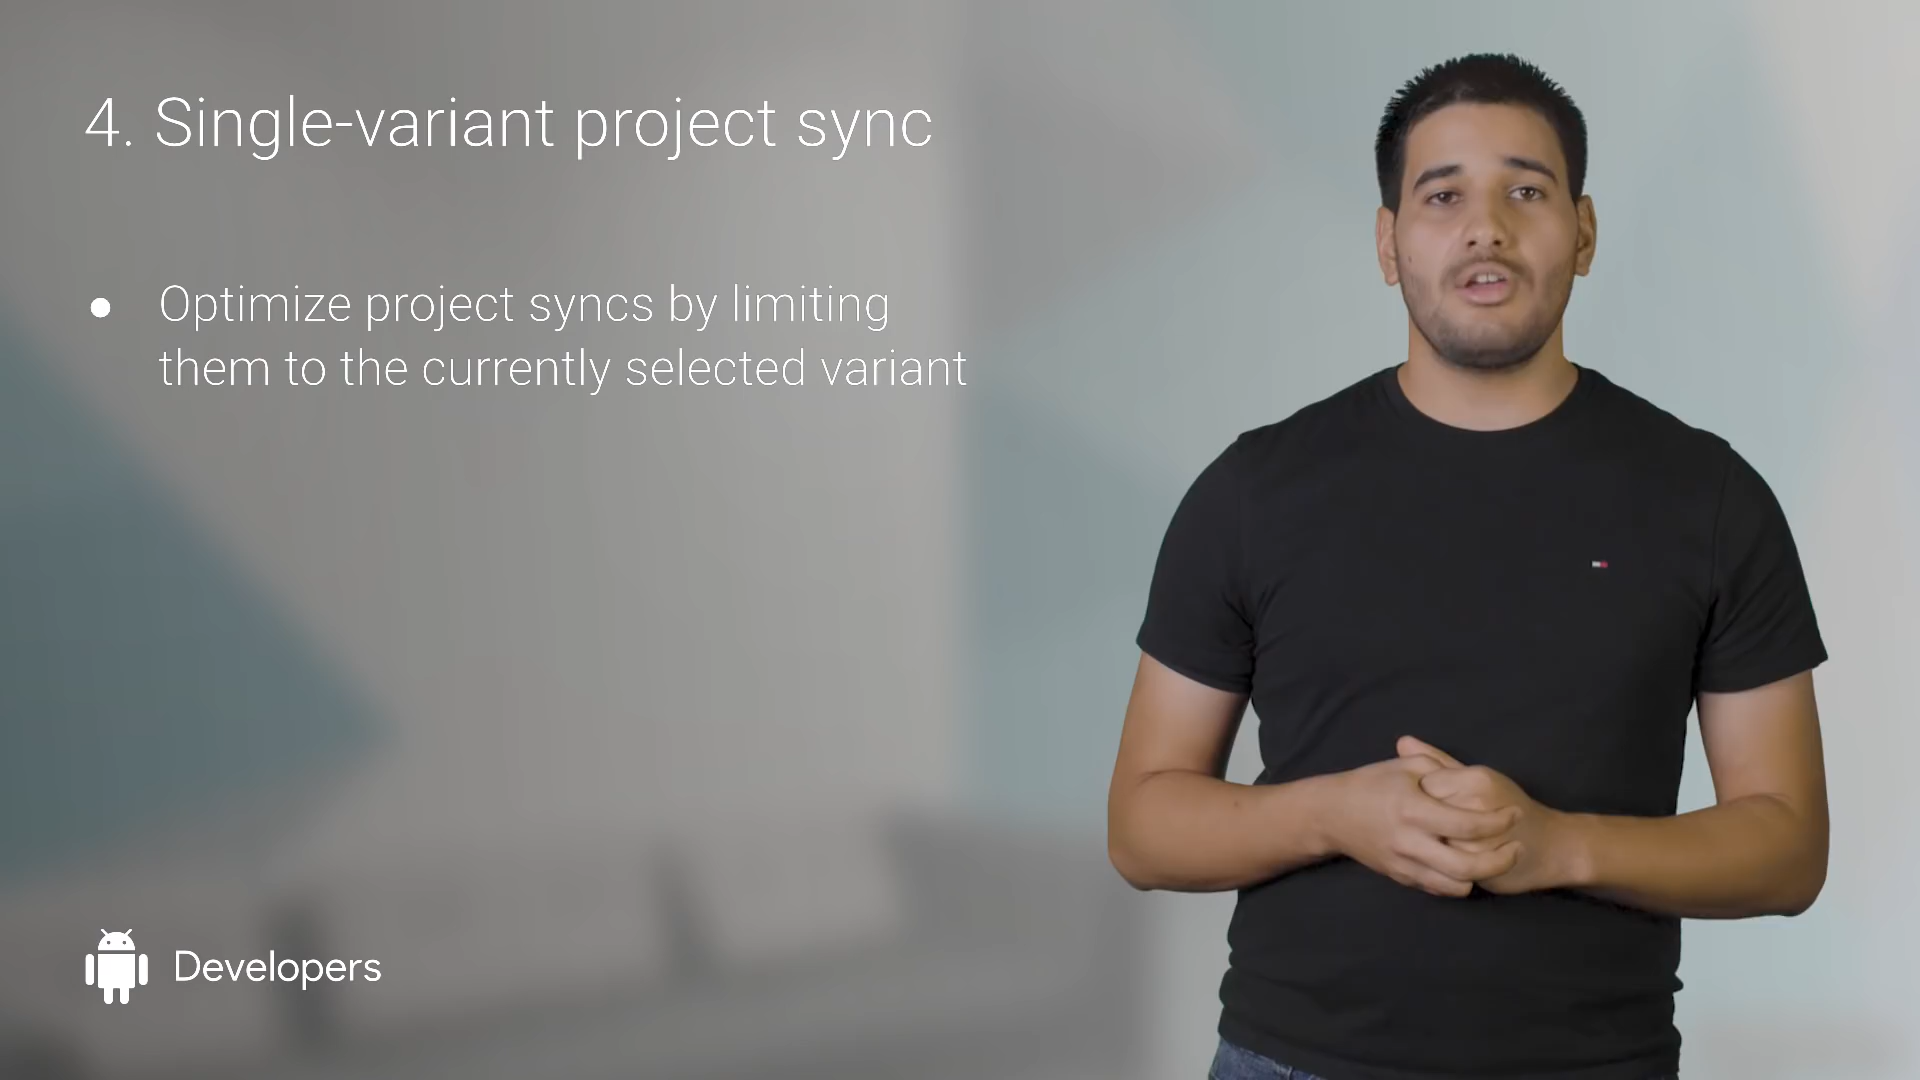 4. Single-variant project sync
● Optimize project syncs by limiting
them to the currently selected variant
Developers